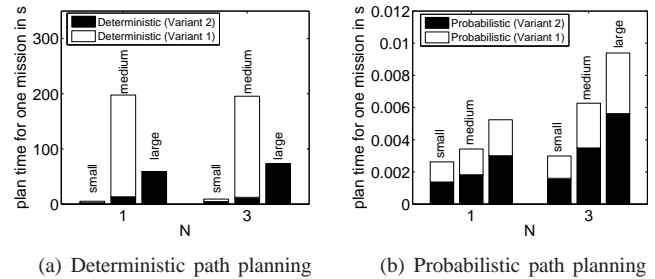 plan time for one mission in s
300
200
100
0
Deterministic (Variant 2)
Deterministic (Variant 1)
small
medium
large
small
medium
large
1
3
N
(a) Deterministic path planning
plan time for one mission in s
0.012
0.01
0.008
0.006
0.004
0.002
0
Probabilistic (Variant 2)
Probabilistic (Variant 1)
small
medium
small
medium
large
1
3
N
(b) Probabilistic path planning